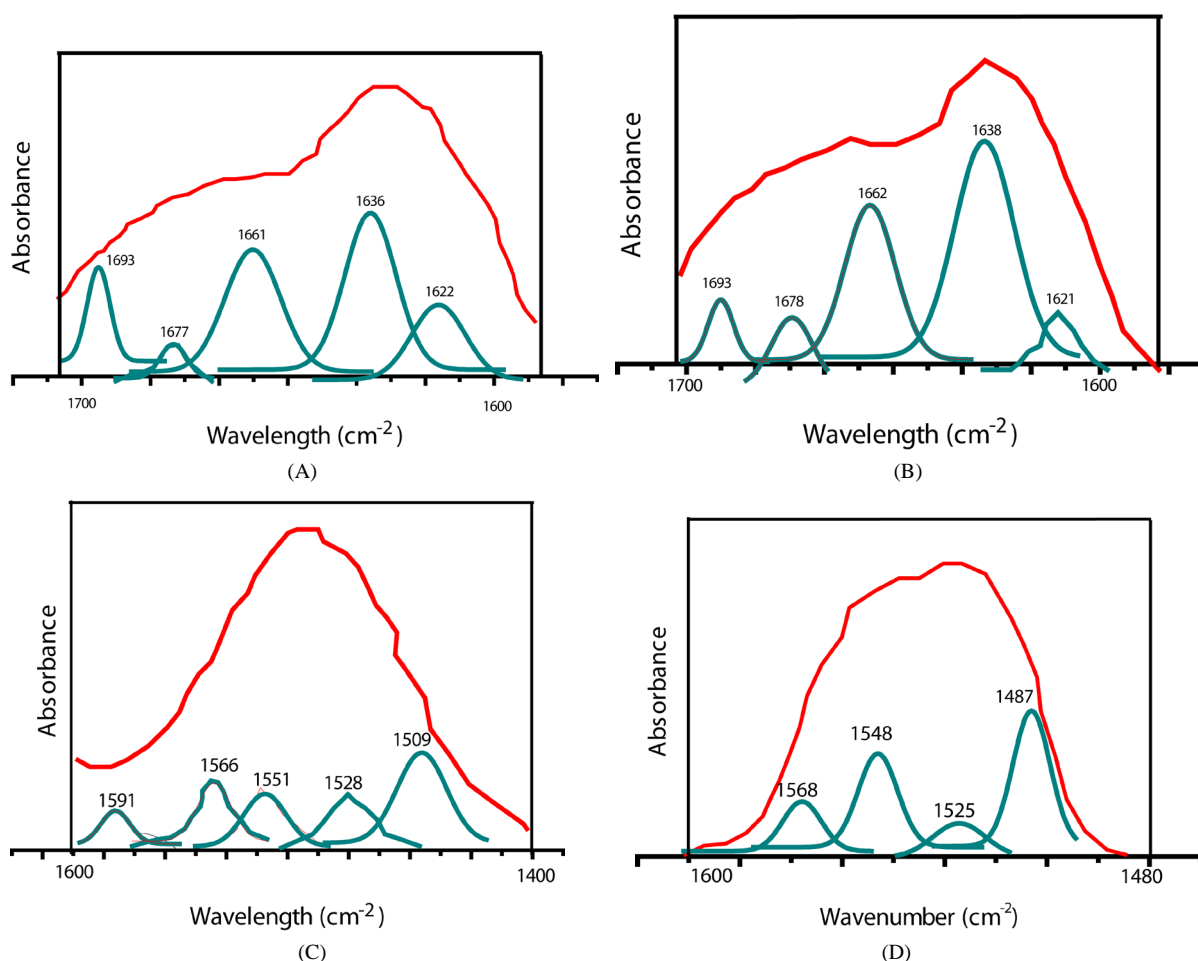 Absorbance
1693
1677
1661
1636
1622
1700
1600
Wavelength (cm-2)
(A)
Absorbance
1693
1678
1662
1638
1621
1700
1600
Wavelength (cm-2)
(B)
Absorbance
1591
1566
1551
1528
1509
1600
1400
Wavelength (cm-2)
(C)
Absorbance
1568
1548
1525
1487
1600
1480
Wavenumber (cm-2)
(D)